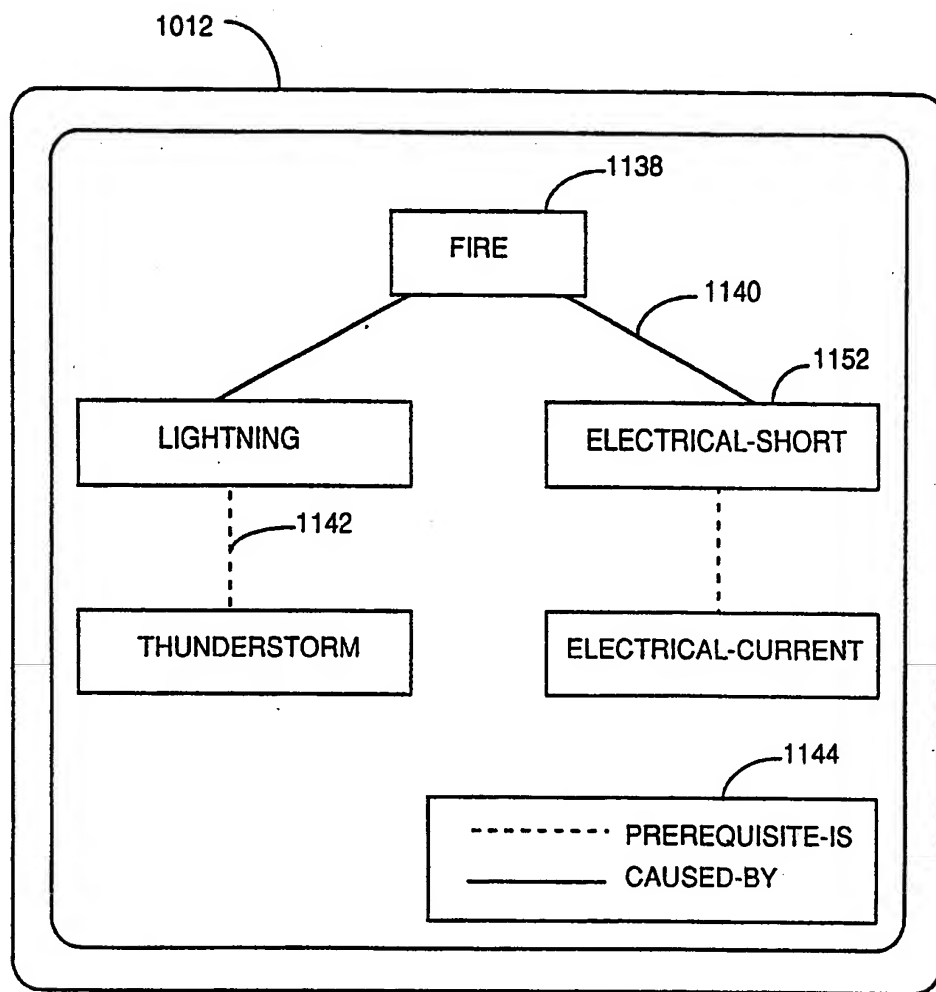 1012
1138
FIRE
1140
1152
LIGHTNING
ELECTRICAL-SHORT
1142
THUNDERSTORM
ELECTRICAL-CURRENT
1144
PREREQUISITE-IS
CAUSED-BY